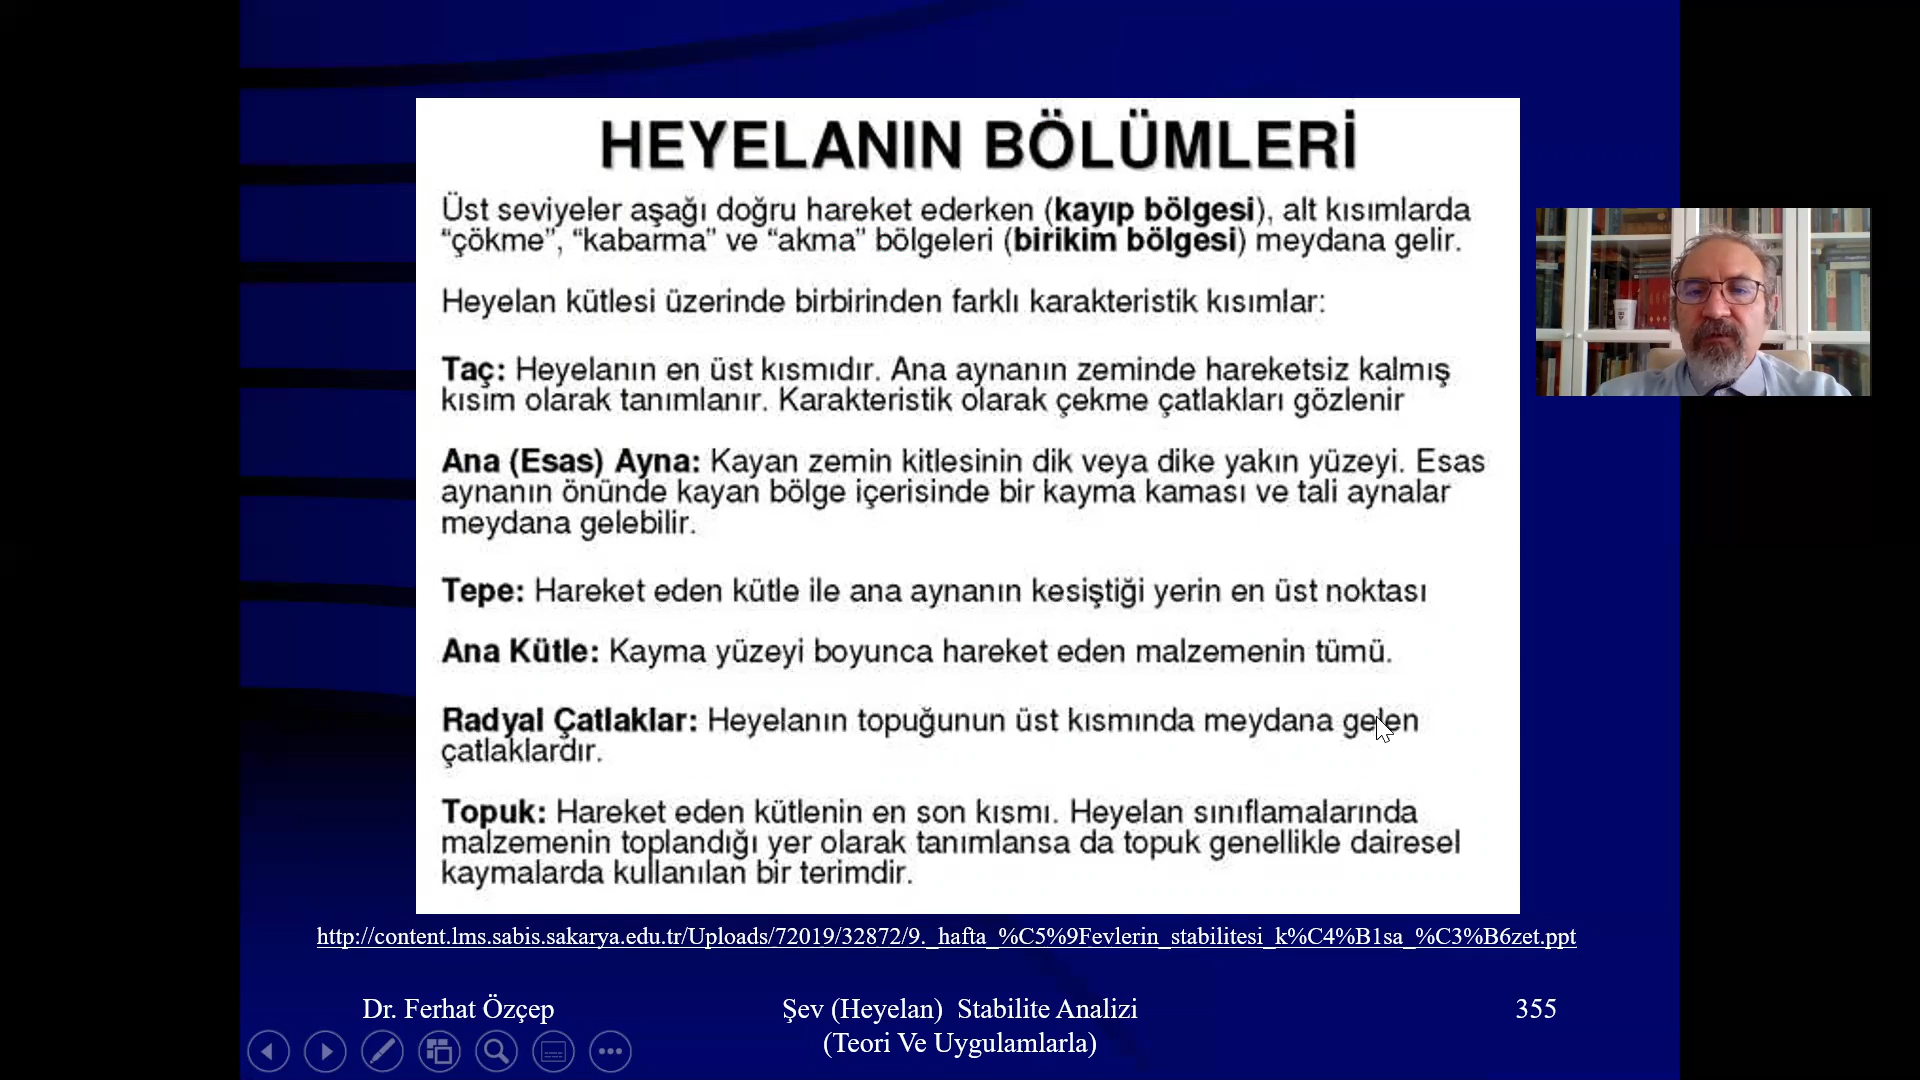 HEYELANIN BÖLÜMLERİ
Üst seviyeler aşağı doğru hareket ederken (kayıp bölgesi), alt kısımlarda
“çökme”, “kabarma” ve “akma” bölgeleri (birikim bölgesi) meydana gelir.
Heyelan kütlesi üzerinde birbirinden farklı karakteristik kısımlar:
Taç: Heyelanın en üst kısmıdır. Ana aynanın zeminde hareketsiz kalmış
kısım olarak tanımlanır. Karakteristik olarak çekme çatlakları gözlenir
Ana (Esas) Ayna: Kayan zemin kitlesinin dik veya dike yakın yüzeyi. Esas
aynanın önünde kayan bölge içerisinde bir kayma kaması ve tali aynalar
meydana gelebilir.
Tepe: Hareket eden kütle ile ana aynanın kesiştiği yerin en üst noktası
Ana Kütle: Kayma yüzeyi boyunca hareket eden malzemenin tümü.
Radyal Çatlaklar: Heyelanın topuğunun üst kısmında meydana gelen
çatlaklardır.
Topuk: Hareket eden kütlenin en son kısmı. Heyelan sınıflamalarında
malzemenin toplandığı yer olarak tanımlansa da topuk genellikle dairesel
kaymalarda kullanılan bir terimdir.
http://content.lms.sabis.sakarya.edu.tr/Uploads/72019/32872/9._hafta_%C5%9Fevlerin_stabilitesi_k%C4%B1sa_%C3%B6zet.ppt
Dr. Ferhat Özçep
Şev (Heyelan) Stabilite Analizi
(Teori Ve Uygulamlarla)
355